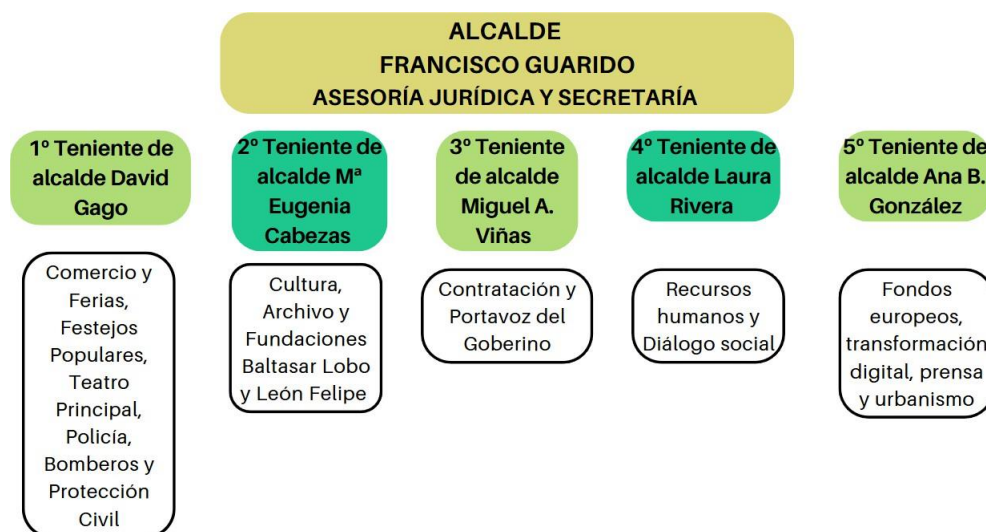 ALCALDE
FRANCISCO GUARIDO
ASESORÍA JURÍDICA Y SECRETARÍA
1º Teniente de
alcalde David
Gago
2º Teniente de
alcalde Mª
Eugenia
Cabezas
3º Teniente
de alcalde
Miguel A.
Viñas
4º Teniente de
alcalde Laura
Rivera
5º Teniente de
alcalde Ana B.
González
Comercio y
Ferias,
Festejos
Populares,
Teatro
Principal,
Policía,
Bomberos y
Protección
Civil
Cultura,
Archivo y
Fundaciones
Baltasar Lobo
y León Felipe
Contratación y
Portavoz del
Goberino
Recursos
humanos y
Diálogo social
Fondos
europeos,
transformación
digital, prensa
y urbanismo